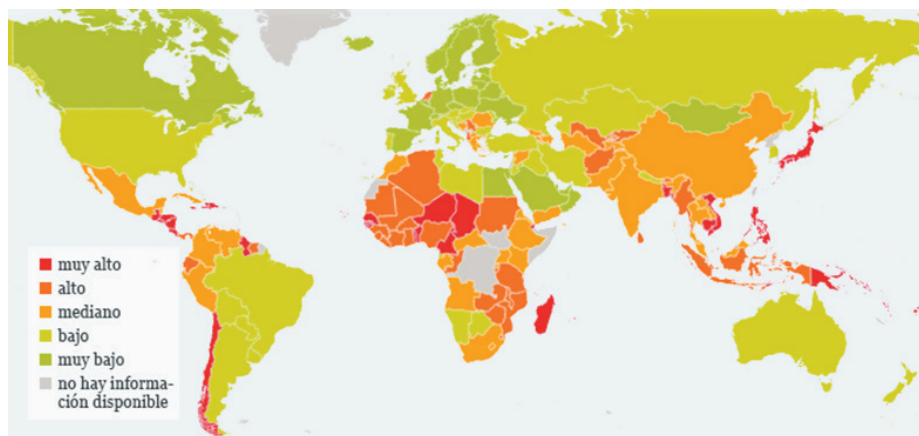 muy alto
alto
mediano
bajo
muy bajo
no hay informa-
ción disponible